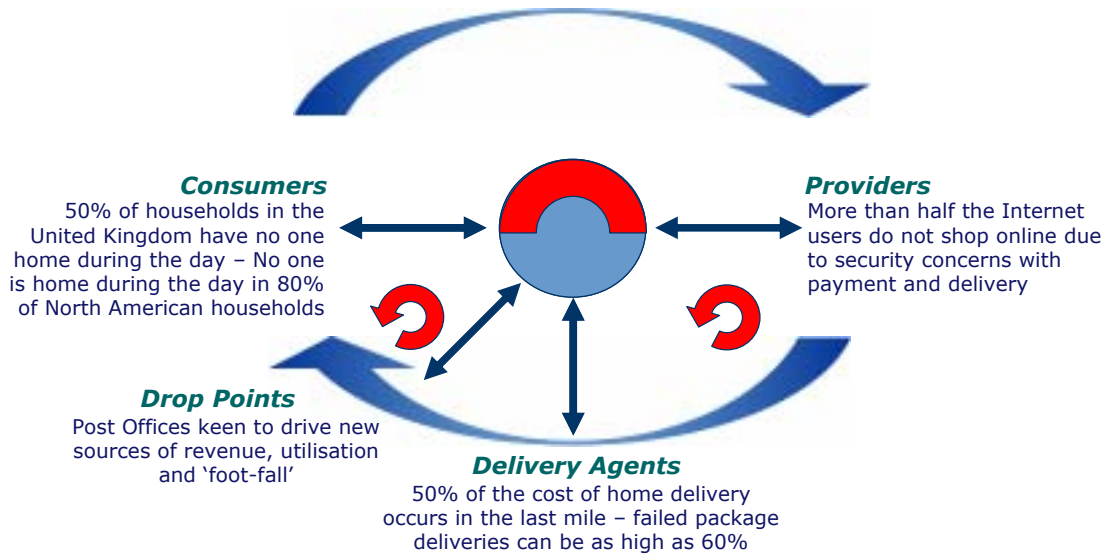 Consumers
50% of households in the
United Kingdom have no one
home during the day – No one
is home during the day in 80%
of North American households
Providers
More than half the Internet
users do not shop online due
to security concerns with
payment and delivery
Drop Points
Post Offices keen to drive new
sources of revenue, utilisation
and ‘foot-fall’
Delivery Agents
50% of the cost of home delivery
occurs in the last mile – failed package
deliveries can be as high as 60%